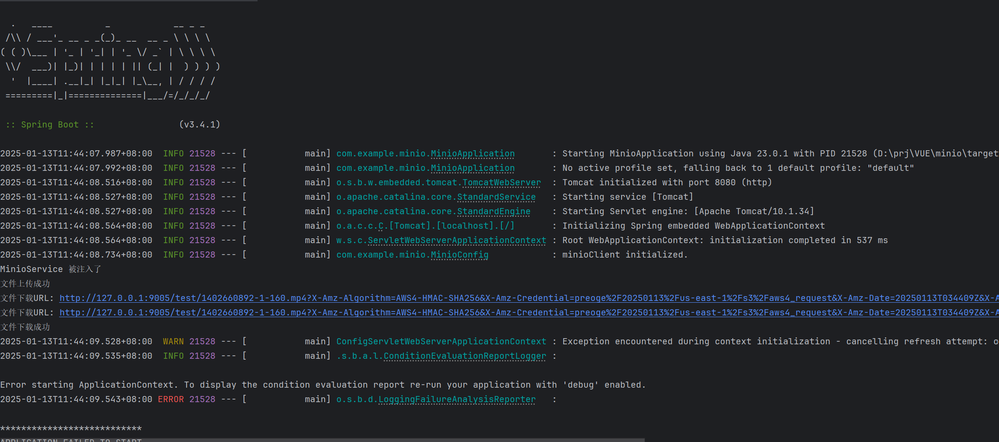 .   ____          _            __ _ _
 /\\ / ___'_ __ _ _(_)_ __  __ _ \ \ \ \
( ( )\___ | '_ | '_| | '_ \/ _` | \ \ \ \
 \\/  ___)| |_)| | | | | || (_| |  ) ) ) )
  '  |____| .__|_| |_|_| |_\__, | / / / /
 =========|_|==============|___/=/_/_/_/
 :: Spring Boot ::                (v3.4.1)
2025-01-13T11:44:07.987+08:00  INFO 21528 --- [           main] com.example.minio.MinioApplication       : Starting MinioApplication using Java 23.0.1 with PID 21528 (D:\prj\VUE\minio\target
2025-01-13T11:44:07.992+08:00  INFO 21528 --- [           main] com.example.minio.MinioApplication       : No active profile set, falling back to 1 default profile: "default"
2025-01-13T11:44:08.516+08:00  INFO 21528 --- [           main] o.s.b.w.embedded.tomcat.TomcatWebServer  : Tomcat initialized with port 8080 (http)
2025-01-13T11:44:08.527+08:00  INFO 21528 --- [           main] o.apache.catalina.core.StandardService   : Starting service [Tomcat]
2025-01-13T11:44:08.527+08:00  INFO 21528 --- [           main] o.apache.catalina.core.StandardEngine    : Starting Servlet engine: [Apache Tomcat/10.1.34]
2025-01-13T11:44:08.564+08:00  INFO 21528 --- [           main] o.a.c.c.C.[Tomcat].[localhost].[/]       : Initializing Spring embedded WebApplicationContext
2025-01-13T11:44:08.564+08:00  INFO 21528 --- [           main] w.s.c.ServletWebServerApplicationContext : Root WebApplicationContext: initialization completed in 537 ms
2025-01-13T11:44:08.734+08:00  INFO 21528 --- [           main] com.example.minio.MinioConfig            : minioClient initialized.
MinioService 被注入了
文件上传成功
文件下载URL: http://127.0.0.1:9005/test/1402660892-1-160.mp4?X-Amz-Algorithm=AWS4-HMAC-SHA256&X-Amz-Credential=preoge%2F20250113%2Fus-east-1%2Fs3%2Faws4_request&X-Amz-Date=20250113T034409Z&X-A
文件下载URL: http://127.0.0.1:9005/test/1402660892-1-160.mp4?X-Amz-Algorithm=AWS4-HMAC-SHA256&X-Amz-Credential=preoge%2F20250113%2Fus-east-1%2Fs3%2Faws4_request&X-Amz-Date=20250113T034409Z&X-A
文件下载成功
2025-01-13T11:44:09.528+08:00  WARN 21528 --- [           main] ConfigServletWebServerApplicationContext : Exception encountered during context initialization - cancelling refresh attempt: o
2025-01-13T11:44:09.535+08:00  INFO 21528 --- [           main] .s.b.a.l.ConditionEvaluationReportLogger :
Error starting ApplicationContext. To display the condition evaluation report re-run your application with 'debug' enabled.
2025-01-13T11:44:09.543+08:00 ERROR 21528 --- [           main] o.s.b.d.LoggingFailureAnalysisReporter   :
***************************
APPLICATION FAILED TO START